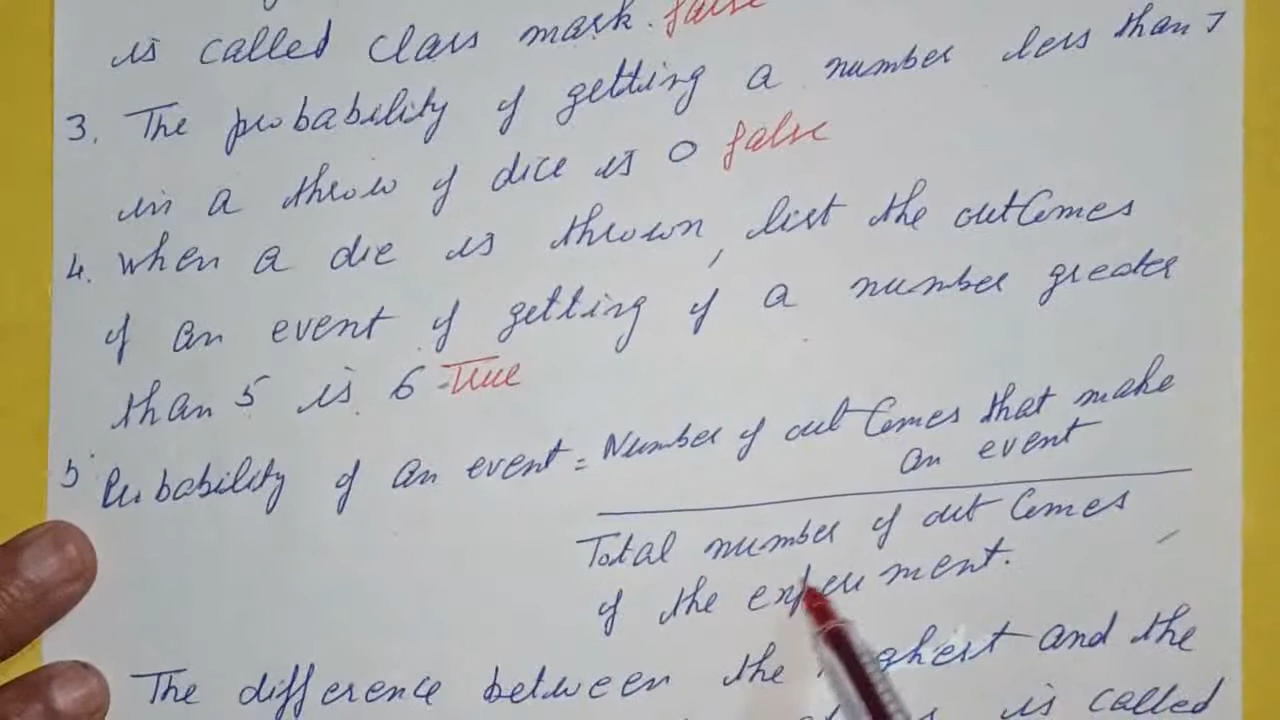 is called class mark. false
3. The probability of getting a number less than 7
in a throw of dice is 0 false
4. When a die is thrown, list the outcomes
of an event of getting of a number greater
than 5 is 6 True
5 Probability of an event = Number of outcomes that make
an event
Total number of outcomes
of the experiment.
The difference between the highest and the
is called